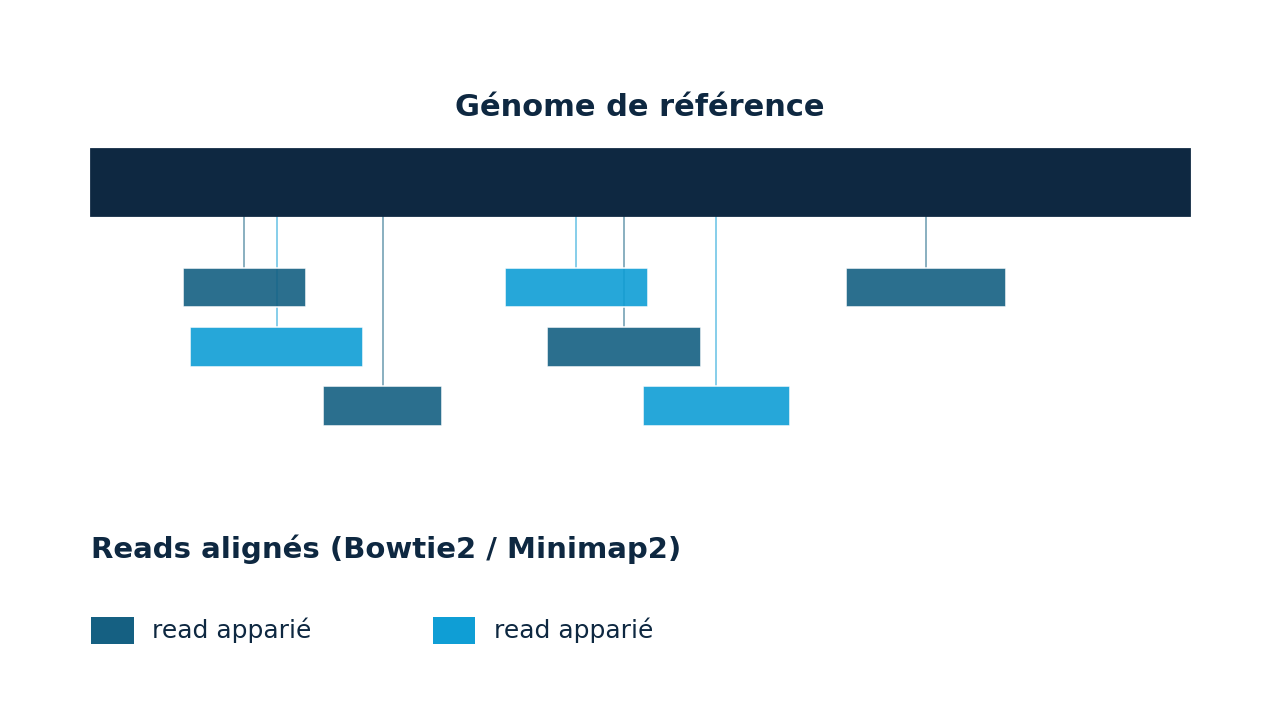 Génome de référence
Reads alignés (Bowtie2 / Minimap2)
read apparié
read apparié